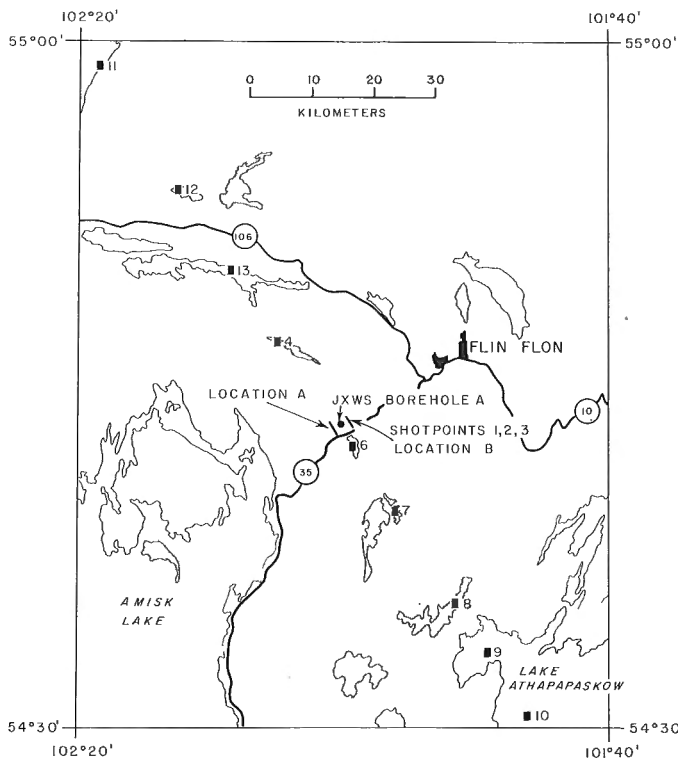 102°20'
101°40'
55°00'
55°00'
11
0 10 20 30
KILOMETERS
12
106
13
4
FLIN FLON
LOCATION A
JXWS BOREHOLE A
10
SHOTPOINTS 1,2,3
LOCATION B
6
35
7
AMISK
LAKE
8
9
LAKE
ATHAPAPASKOW
10
54°30'
54°30'
102°20'
101°40'